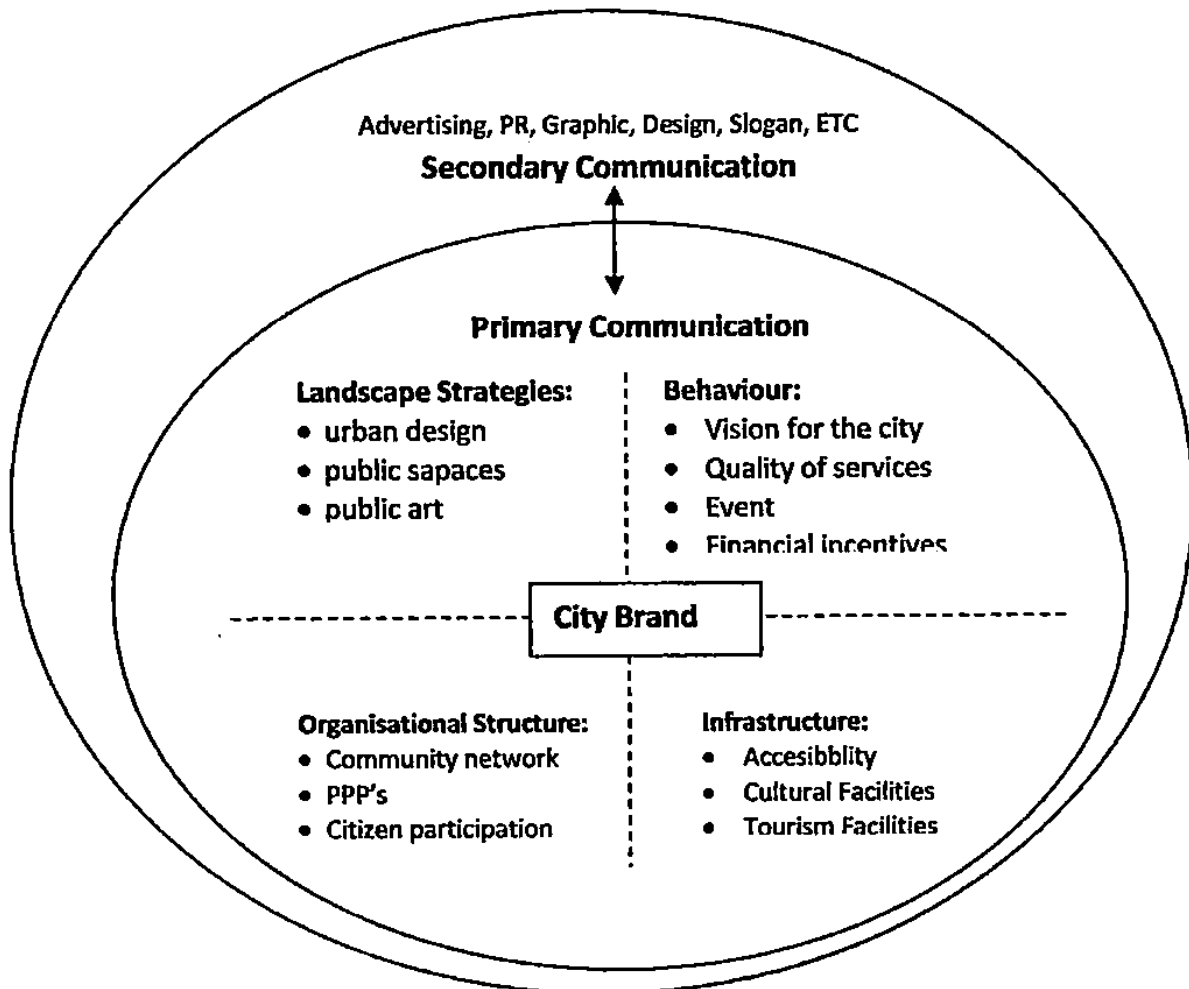 Advertising, PR, Graphic, Design, Slogan, ETC
Secondary Communication
Primary Communication
Landscape Strategies:
• urban design
• public sapaces
• public art
Behaviour:
• Vision for the city
• Quality of services
• Event
• Financial incentives
City Brand
Organisational Structure:
• Community network
• PPP's
• Citizen participation
Infrastructure:
• Accesibblity
• Cultural Facilities
• Tourism Facilities